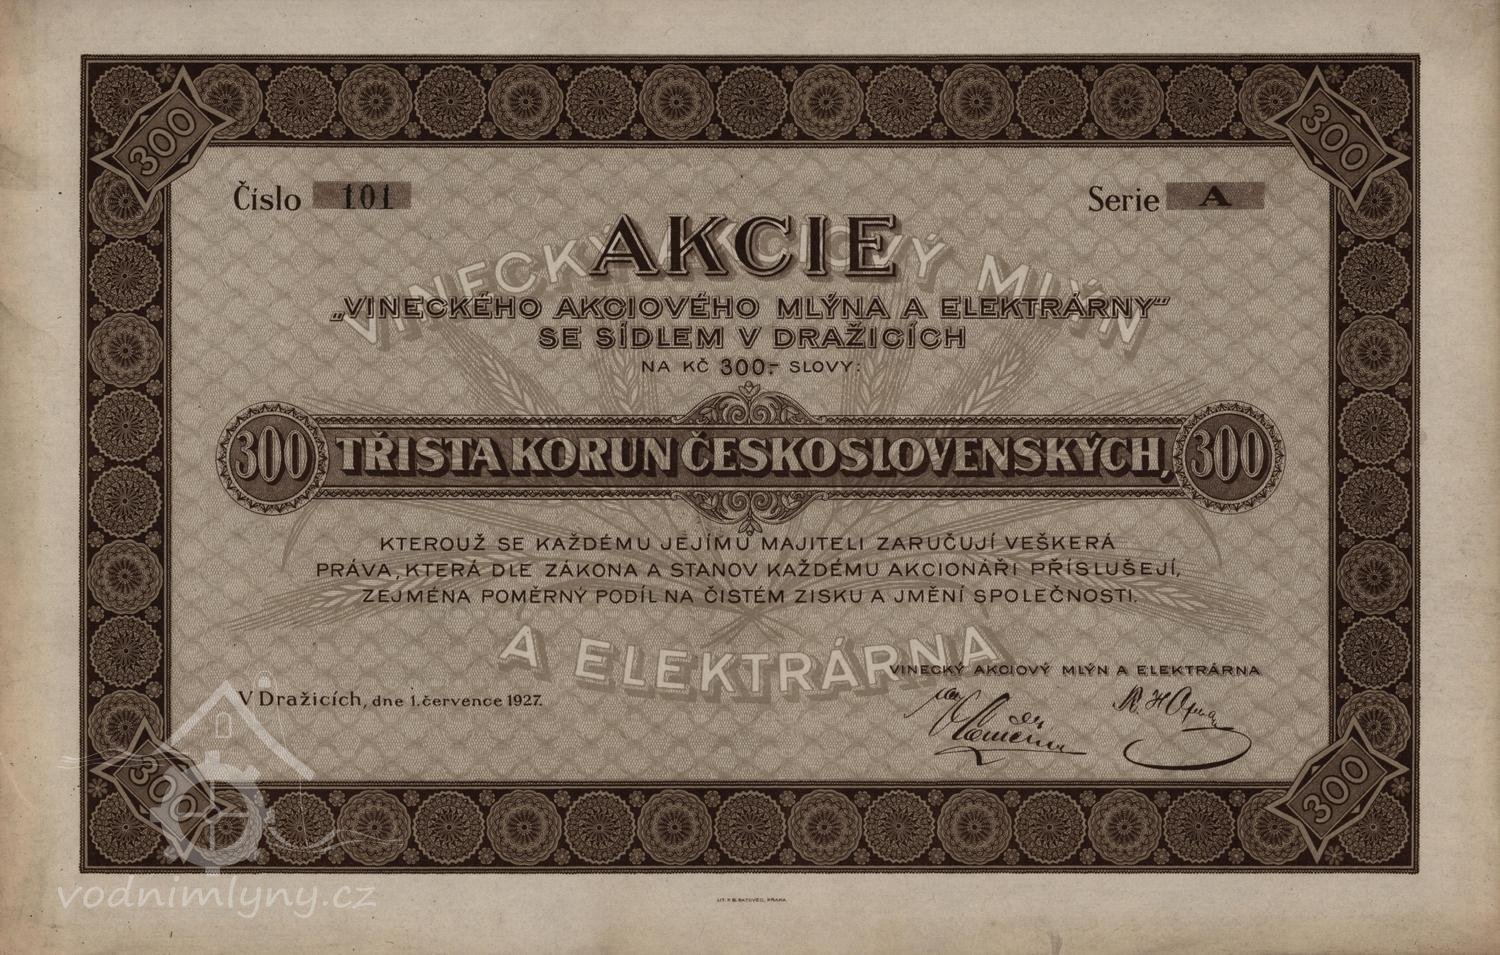 300
300
Číslo 101
Serie A
VINECKÝ AKCIOVÝ MLÝN
AKCIE
„VINECKÉHO AKCIOVÉHO MLÝNA A ELEKTRÁRNY"
SE SÍDLEM V DRAŽICÍCH
NA KČ 300.- SLOVY:
300 TŘISTA KORUN ČESKOSLOVENSKÝCH, 300
KTEROUŽ SE KAŽDÉMU JEJÍMU MAJITELI ZARUČUJÍ VEŠKERÁ
PRÁVA, KTERÁ DLE ZÁKONA A STANOV KAŽDÉMU AKCIONÁŘI PŘÍSLUŠEJÍ,
ZEJMÉNA POMĚRNÝ PODÍL NA ČISTÉM ZISKU A JMĚNÍ SPOLEČNOSTI.
A ELEKTRÁRNA
VINECKÝ AKCIOVÝ MLÝN A ELEKTRÁRNA
V Dražicích, dne 1. července 1927.
300
300
vodnimlyny.cz